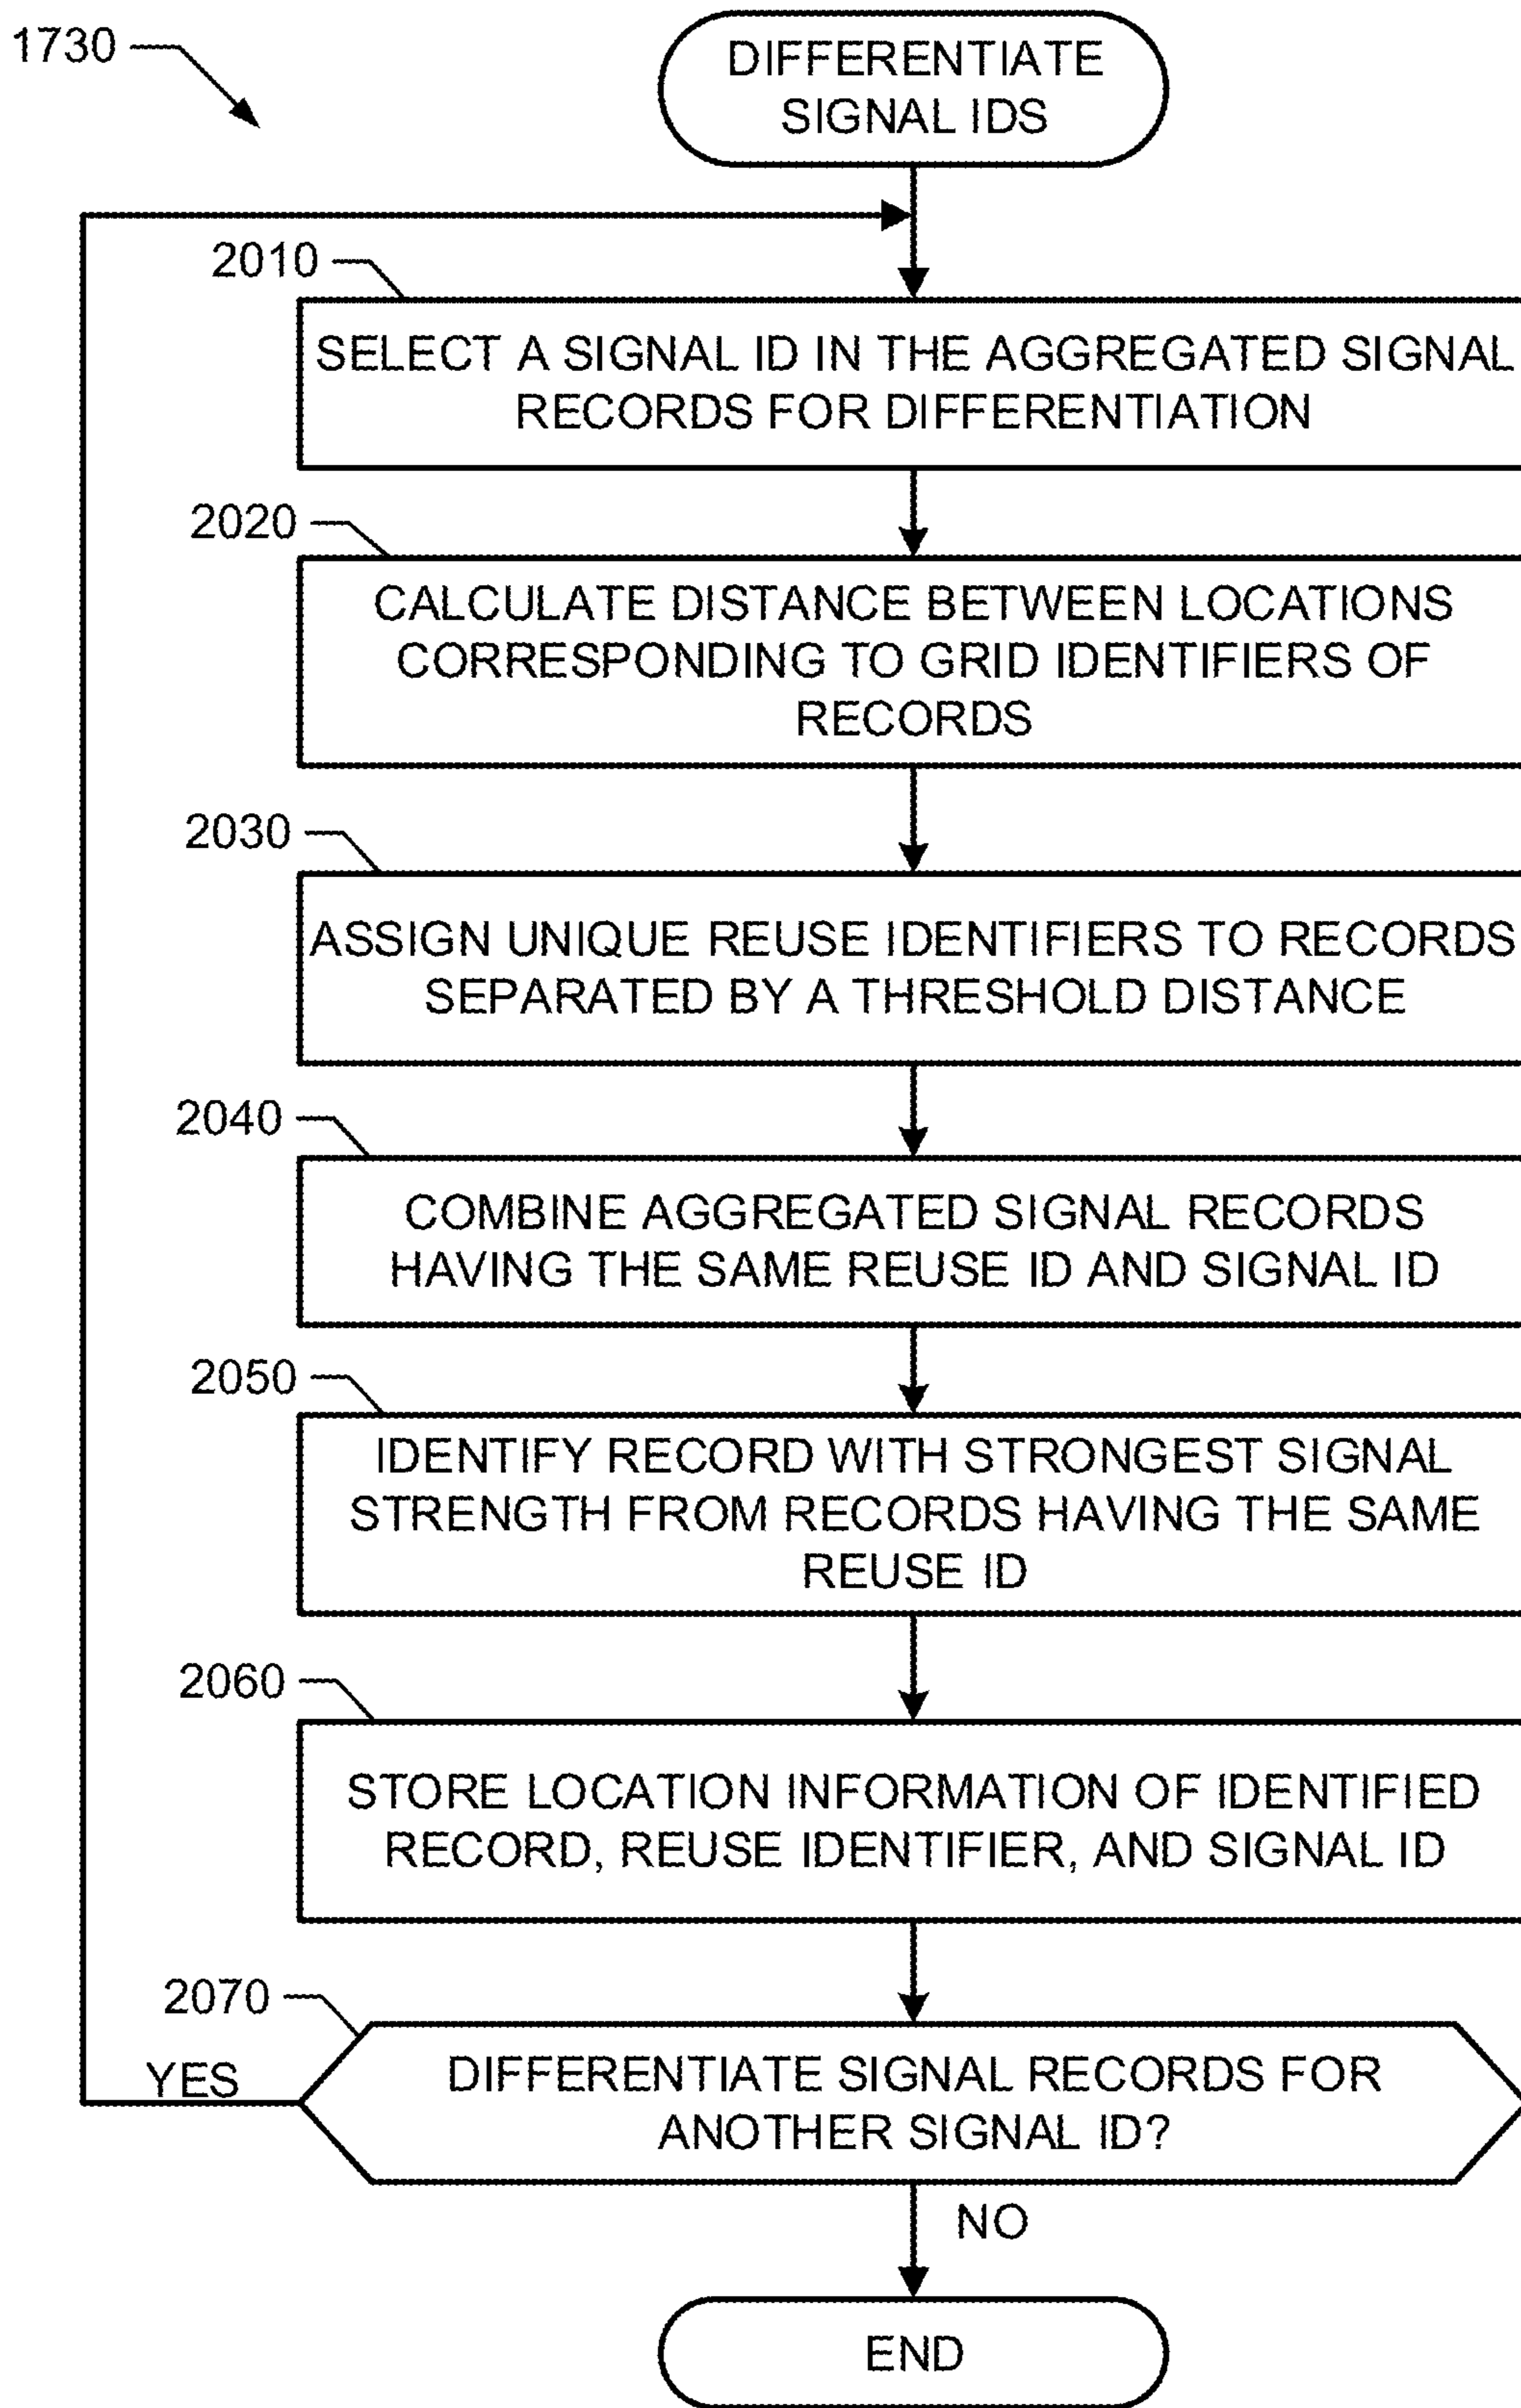 1730
DIFFERENTIATE
SIGNAL IDS
2010
SELECT A SIGNAL ID IN THE AGGREGATED SIGNAL
RECORDS FOR DIFFERENTIATION
2020
CALCULATE DISTANCE BETWEEN LOCATIONS
CORRESPONDING TO GRID IDENTIFIERS OF
RECORDS
2030
ASSIGN UNIQUE REUSE IDENTIFIERS TO RECORDS
SEPARATED BY A THRESHOLD DISTANCE
2040
COMBINE AGGREGATED SIGNAL RECORDS
HAVING THE SAME REUSE ID AND SIGNAL ID
2050
IDENTIFY RECORD WITH STRONGEST SIGNAL
STRENGTH FROM RECORDS HAVING THE SAME
REUSE ID
2060
STORE LOCATION INFORMATION OF IDENTIFIED
RECORD, REUSE IDENTIFIER, AND SIGNAL ID
2070
YES
DIFFERENTIATE SIGNAL RECORDS FOR
ANOTHER SIGNAL ID?
NO
END